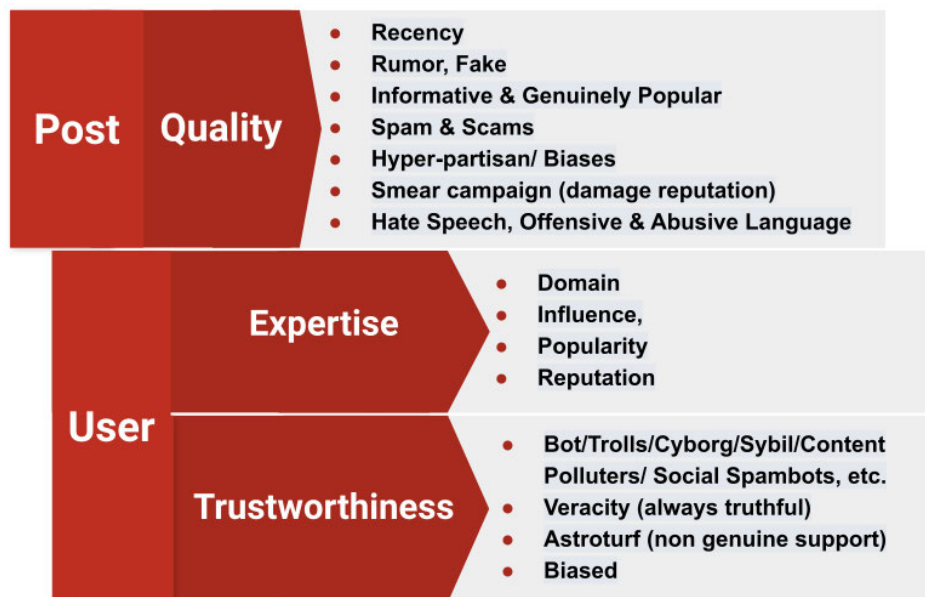 Post
Quality
Recency
Rumor, Fake
Informative & Genuinely Popular
Spam & Scams
Hyper-partisan/ Biases
Smear campaign (damage reputation)
Hate Speech, Offensive & Abusive Language
User
Expertise
Domain
Influence,
Popularity
Reputation
Trustworthiness
Bot/Trolls/Cyborg/Sybil/Content
Polluters/ Social Spambots, etc.
Veracity (always truthful)
Astroturf (non genuine support)
Biased